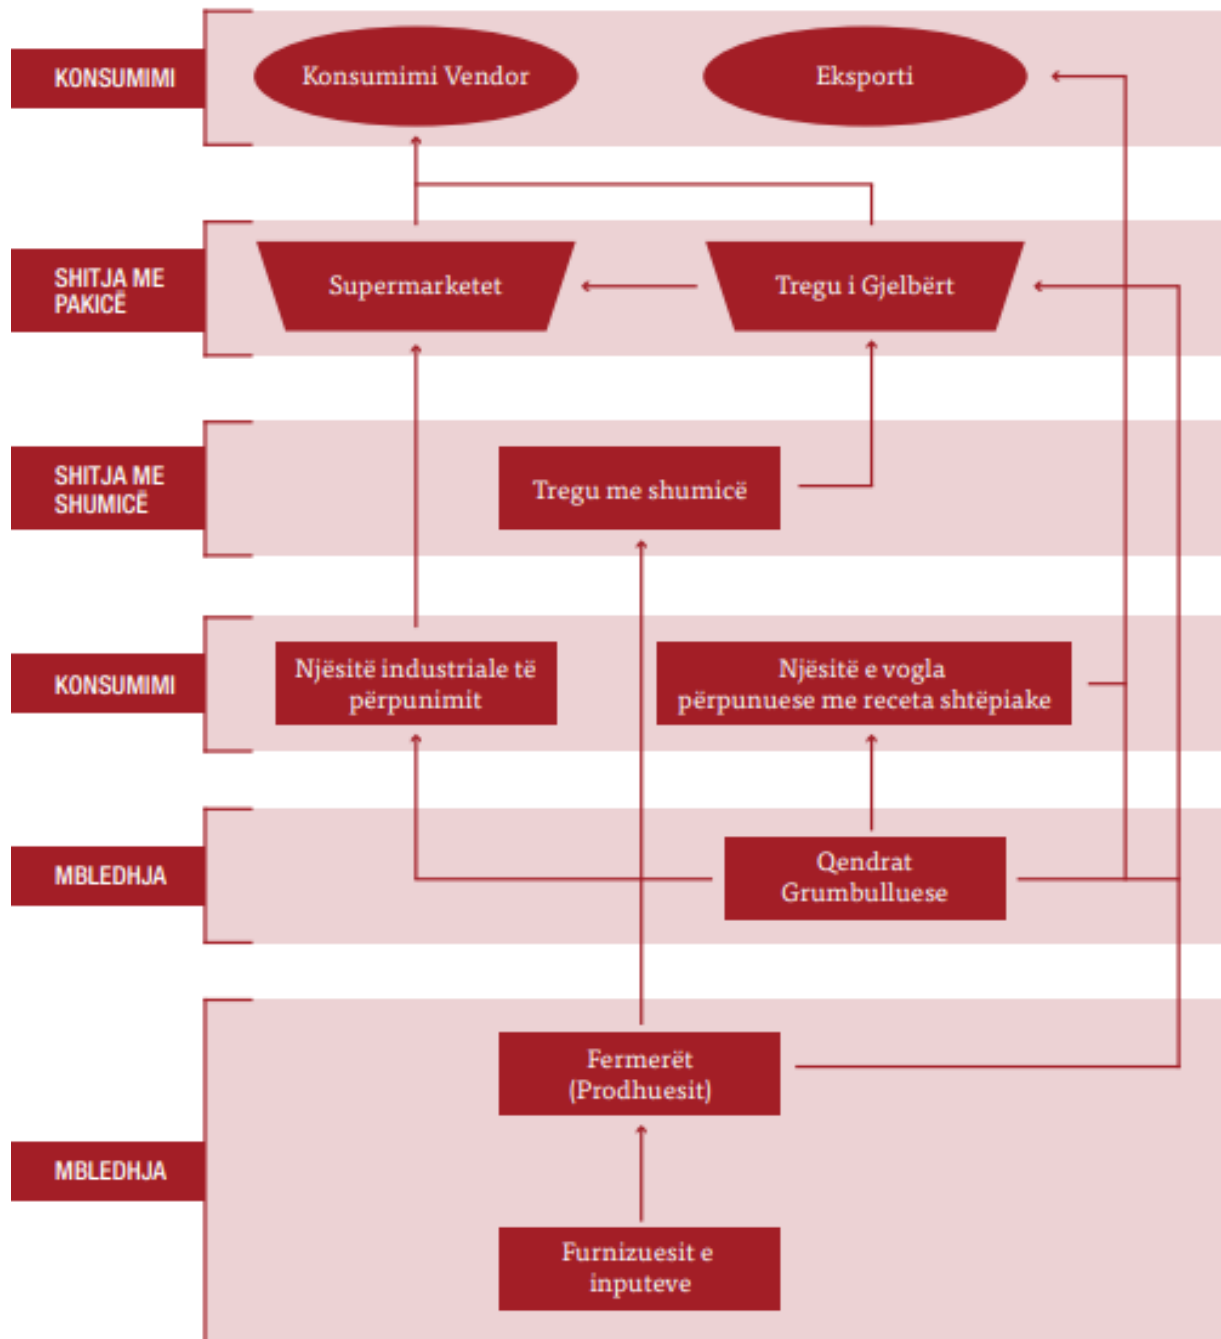 KONSUMIMI
Konsumimi Vendor
Eksporti
SHITJA ME
PAKICË
Supermarketet
Tregu i Gjelbërt
SHITJA ME
SHUMICË
Tregu me shumicë
KONSUMIMI
Njësitë industriale të
përpunimit
Njësitë e vogla
përpunuese me receta shtëpiake
MBLEDHJA
Qendrat
Grumbulluese
MBLEDHJA
Fermerët
(Prodhuesit)
Furnizuesit e
inputeve